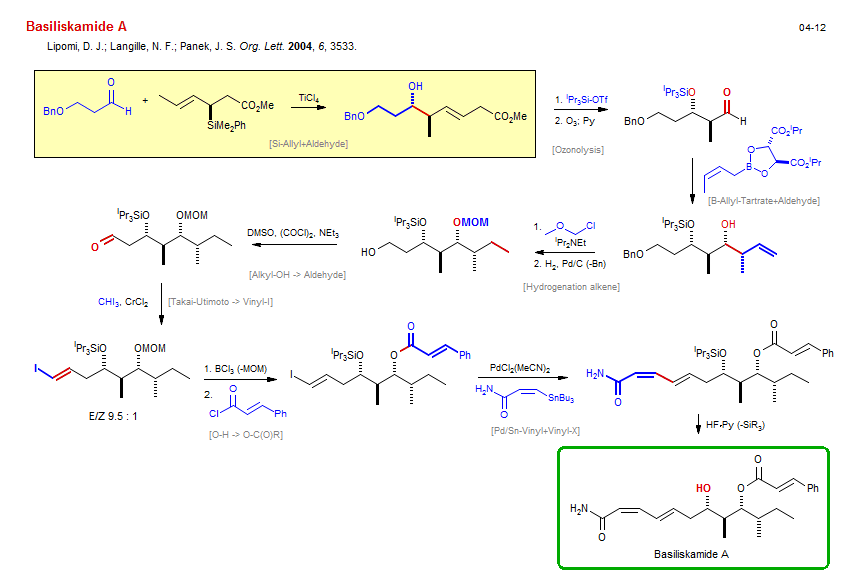 Basiliskamide A
04-12
Lipomi, D. J.; Langille, N. F.; Panek, J. S. Org. Lett. 2004, 6, 3533.
O
BnO
H
+
CO₂Me
SiMe₂Ph
TiCl₄
OH
BnO
CO₂Me
[Si-Allyl+Aldehyde]
1. ⁱPr₃Si-OTf
2. O₃; Py
[Ozonolysis]
ⁱPr₃SiO
O
BnO
H
CO₂ⁱPr
O
B
O
CO₂ⁱPr
[B-Allyl-Tartrate+Aldehyde]
ⁱPr₃SiO
OH
BnO
1.
O
Cl
ⁱPr₂NEt
2. H₂, Pd/C (-Bn)
[Hydrogenation alkene]
ⁱPr₃SiO
OMOM
HO
DMSO, (COCl)₂, NEt₃
[Alkyl-OH -> Aldehyde]
ⁱPr₃SiO
OMOM
O
CHI₃, CrCl₂
[Takai-Utimoto -> Vinyl-I]
ⁱPr₃SiO
OMOM
I
E/Z 9.5 : 1
1. BCl₃ (-MOM)
2.
O
Cl
Ph
[O-H -> O-C(O)R]
O
ⁱPr₃SiO
O
Ph
I
PdCl₂(MeCN)₂
H₂N
SnBu₃
O
[Pd/Sn-Vinyl+Vinyl-X]
O
ⁱPr₃SiO
O
Ph
H₂N
O
HF•Py (-SiR₃)
O
HO
O
Ph
H₂N
O
Basiliskamide A